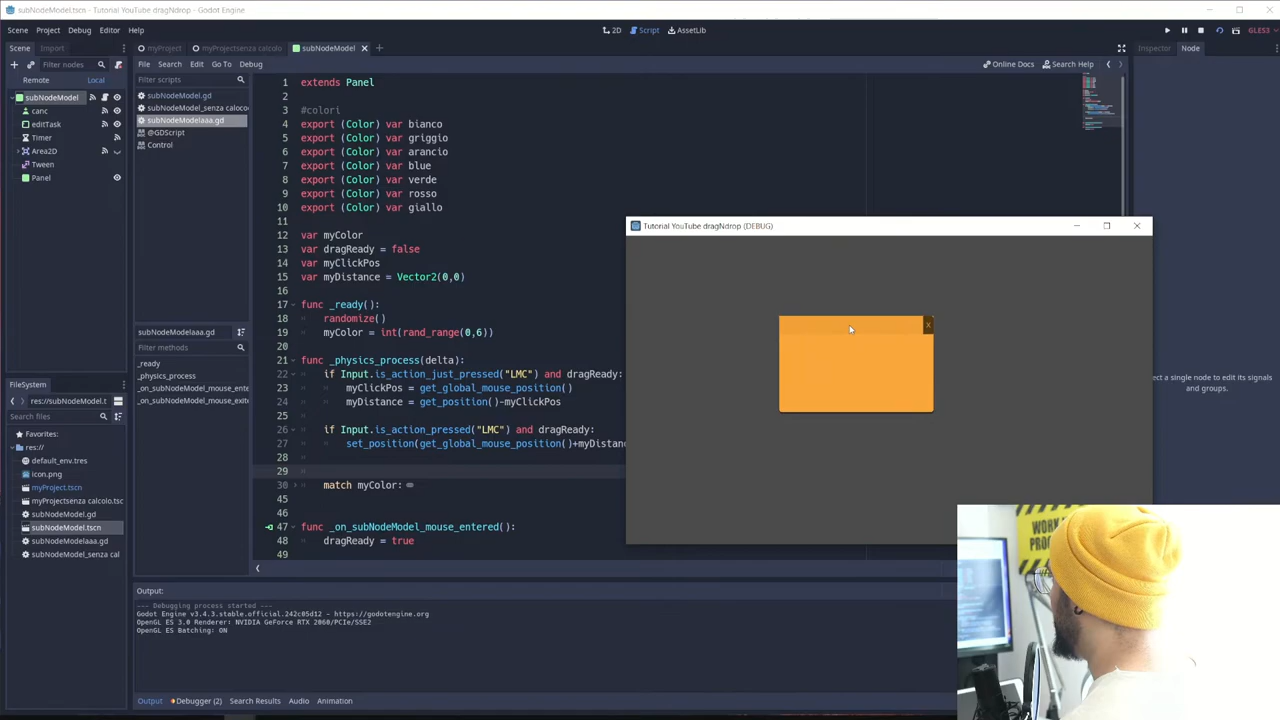 subNodeModel.tscn - Tutorial YouTube dragNdrop - Godot Engine
Scene Project Debug Editor Help
2D Script AssetLib
GLES3
Scene Import
myProject myProjectsenza calcolo subNodeModel
Inspector Node
Filter nodes
File Search Edit Go To Debug
Online Docs Search Help
Remote Local
Filter scripts
subNodeModel
canc
editTask
Timer
Area2D
Tween
Panel
subNodeModel.gd
subNodeModel_senza caloco
subNodeModelaaa.gd
@GDScript
Control
1 extends Panel
2
3 #colori
4 export (Color) var bianco
5 export (Color) var griggio
6 export (Color) var arancio
7 export (Color) var blue
8 export (Color) var verde
9 export (Color) var rosso
10 export (Color) var giallo
11
12 var myColor
13 var dragReady = false
14 var myClickPos
15 var myDistance = Vector2(0,0)
16
17 func _ready():
18 randomize()
19 myColor = int(rand_range(0,6))
20
21 func _physics_process(delta):
22 if Input.is_action_just_pressed("LMC") and dragReady:
23 myClickPos = get_global_mouse_position()
24 myDistance = get_position()-myClickPos
25
26 if Input.is_action_pressed("LMC") and dragReady:
27 set_position(get_global_mouse_position()+myDistan
28
29
30 match myColor:
45
46
47 func _on_subNodeModel_mouse_entered():
48 dragReady = true
49
subNodeModelaaa.gd
Filter methods
_ready
_physics_process
_on_subNodeModel_mouse_ente
_on_subNodeModel_mouse_exite
FileSystem
res://subNodeModel.t
Search files
Favorites:
res://
default_env.tres
icon.png
myProject.tscn
myProjectsenza calcolo.tsc
subNodeModel.gd
subNodeModel.tscn
subNodeModelaaa.gd
subNodeModel_senza cal
Tutorial YouTube dragNdrop (DEBUG)
X
ect a single node to edit its signals
and groups.
Output:
--- Debugging process started ---
Godot Engine v3.4.3.stable.official.242c05d12 - https://godotengine.org
OpenGL ES 3.0 Renderer: NVIDIA GeForce RTX 2060/PCIe/SSE2
OpenGL ES Batching: ON
Output Debugger (2) Search Results Audio Animation
WORK